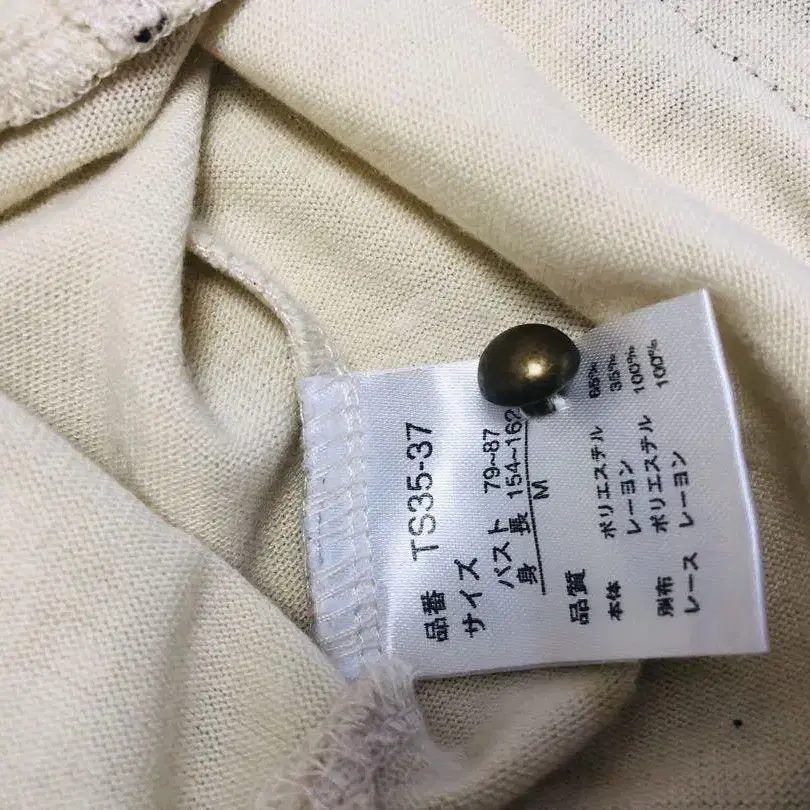 品番 TS35-37
サイズ
バスト 79~87
身 長 154~162
M
品質
本体 ポリエステル 65%
レーヨン 35%
別布 ポリエステル 100%
レース レーヨン 100%